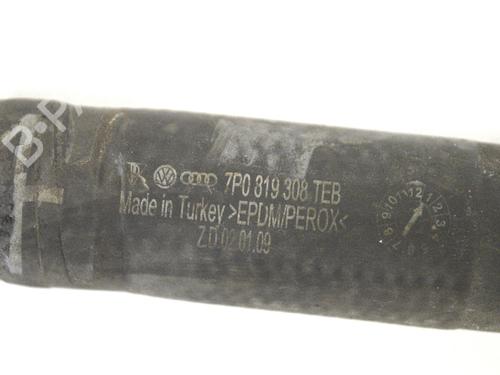 7P0 319 308 TEB
Made in Turkey >EPDM/PEROX<
Z.D 02.01.09